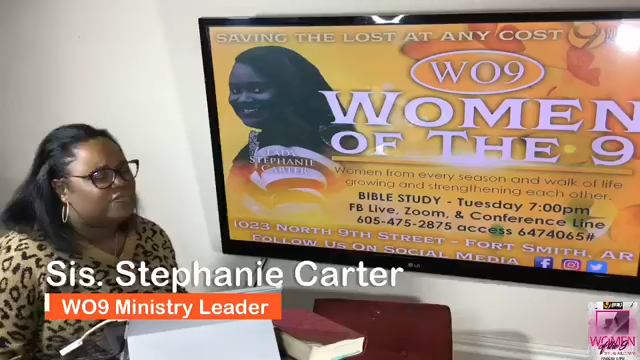 SAVING THE LOST AT ANY COST
WO9
WOMEN
OF THE 9
LADY
STEPHANIE
CARTER
Women from every season and walk of life
growing and strengthening each other.
BIBLE STUDY - Tuesday 7:00pm
FB Live, Zoom, & Conference Line
605-475-2875 access 6474065#
1023 North 9th Street - Fort Smith, AR
Follow Us On Social Media
LG
Sis. Stephanie Carter
WO9 Ministry Leader
WOMEN